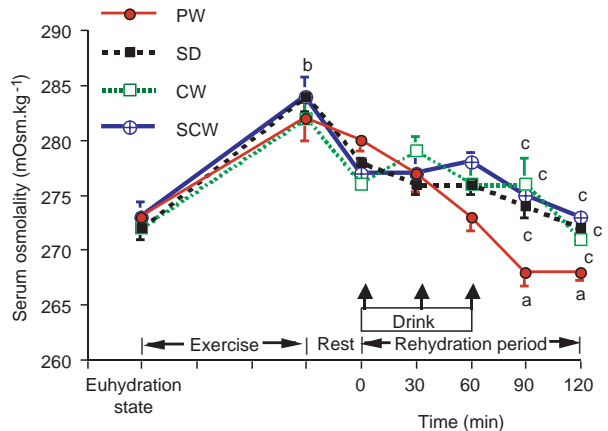 Serum osmolality (mOsm.kg⁻¹)
290
285
280
275
270
265
260
PW
SD
CW
SCW
b
c
c
c
c
c
c
a
a
Drink
Exercise
Rest
Rehydration period
Euhydration
state
0
30
60
90
120
Time (min)